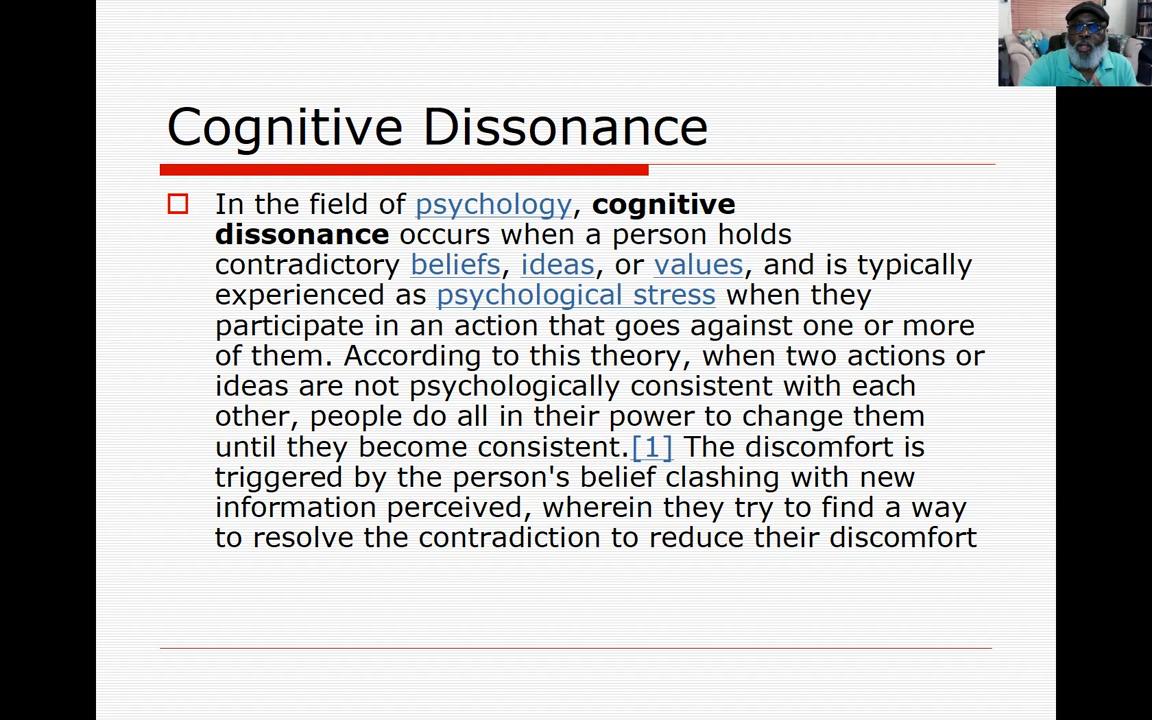 Cognitive Dissonance
In the field of psychology, cognitive
dissonance occurs when a person holds
contradictory beliefs, ideas, or values, and is typically
experienced as psychological stress when they
participate in an action that goes against one or more
of them. According to this theory, when two actions or
ideas are not psychologically consistent with each
other, people do all in their power to change them
until they become consistent.[1] The discomfort is
triggered by the person's belief clashing with new
information perceived, wherein they try to find a way
to resolve the contradiction to reduce their discomfort